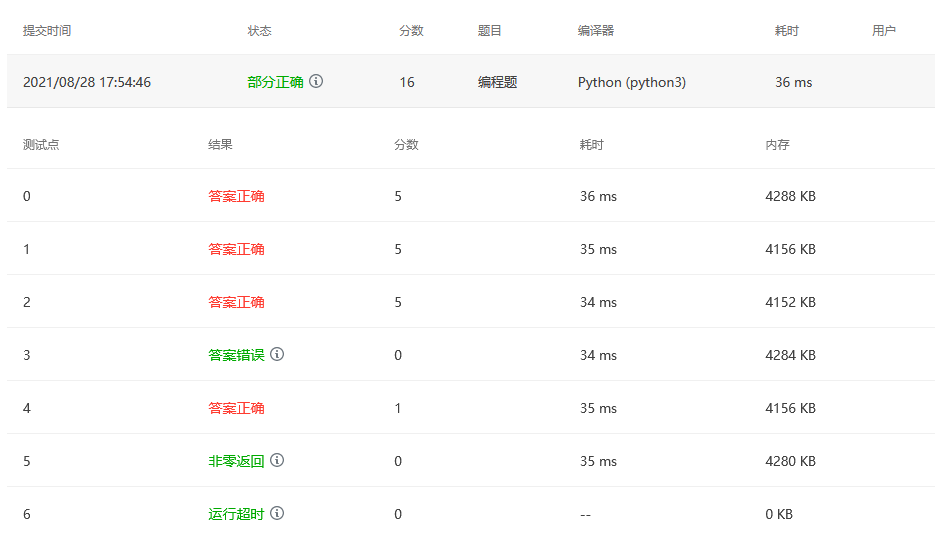 提交时间 状态 分数 题目 编译器 耗时 用户
2021/08/28 17:54:46 部分正确 16 编程题 Python (python3) 36 ms
测试点 结果 分数 耗时 内存
0 答案正确 5 36 ms 4288 KB
1 答案正确 5 35 ms 4156 KB
2 答案正确 5 34 ms 4152 KB
3 答案错误 0 34 ms 4284 KB
4 答案正确 1 35 ms 4156 KB
5 非零返回 0 35 ms 4280 KB
6 运行超时 0 -- 0 KB